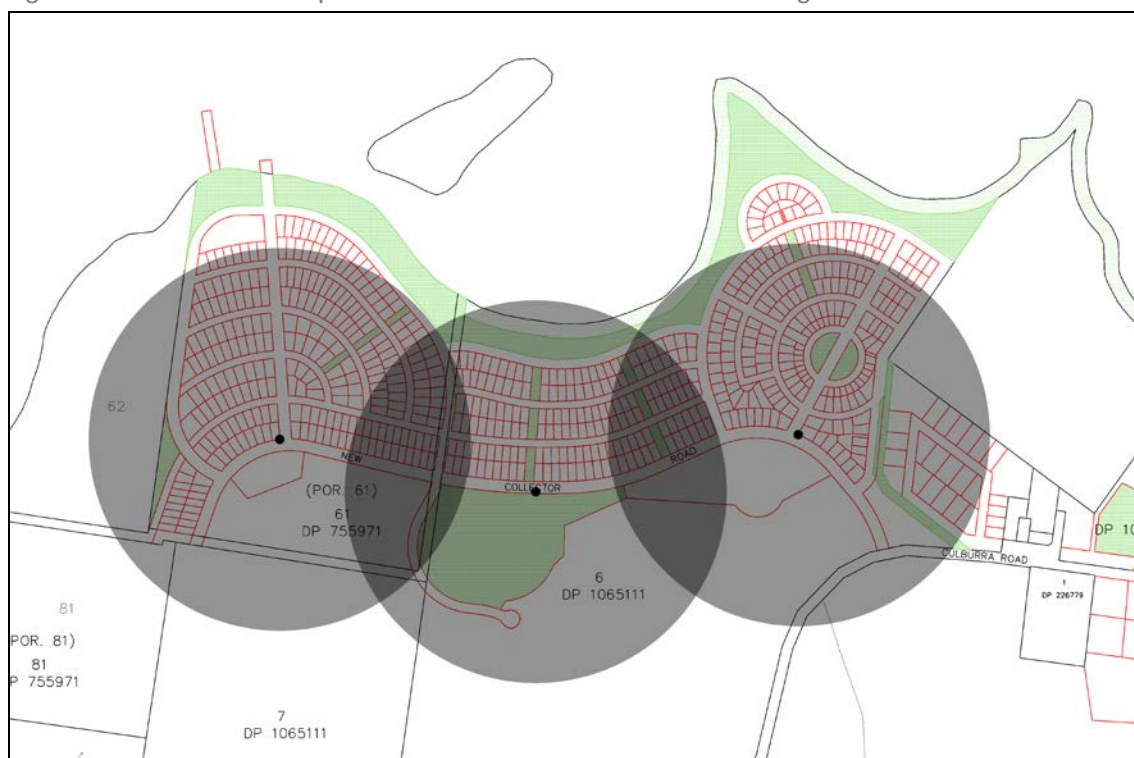 62
NEW
COLLECTOR
ROAD
(POR. 61)
61
DP 755971
6
DP 1065111
CULBURRA ROAD
DP 10
1
DP 226779
81
POR. 81)
81
P 755971
7
DP 1065111